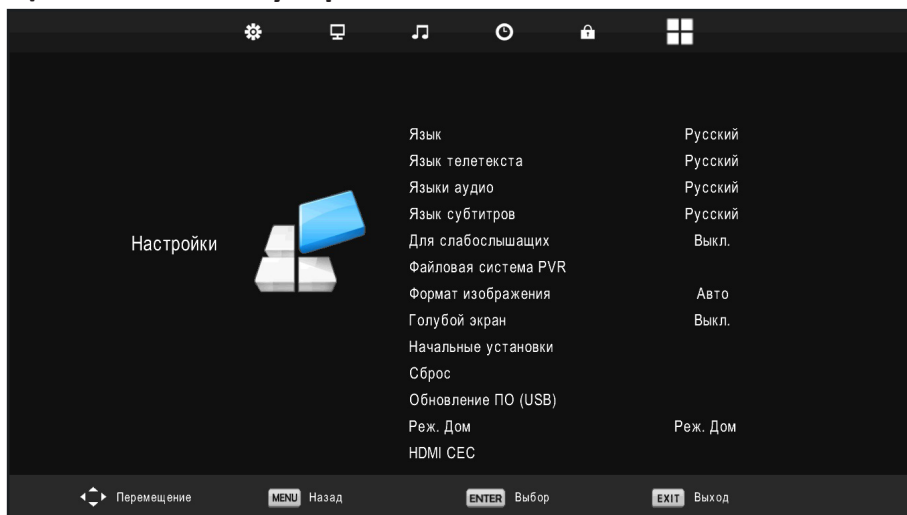 Язык Русский
Язык телетекста Русский
Языки аудио Русский
Язык субтитров Русский
Настройки
Для слабослышащих Выкл.
Файловая система PVR
Формат изображения Авто
Голубой экран Выкл.
Начальные установки
Сброс
Обновление ПО (USB)
Реж. Дом Реж. Дом
HDMI CEC
Перемещение MENU Назад ENTER Выбор EXIT Выход